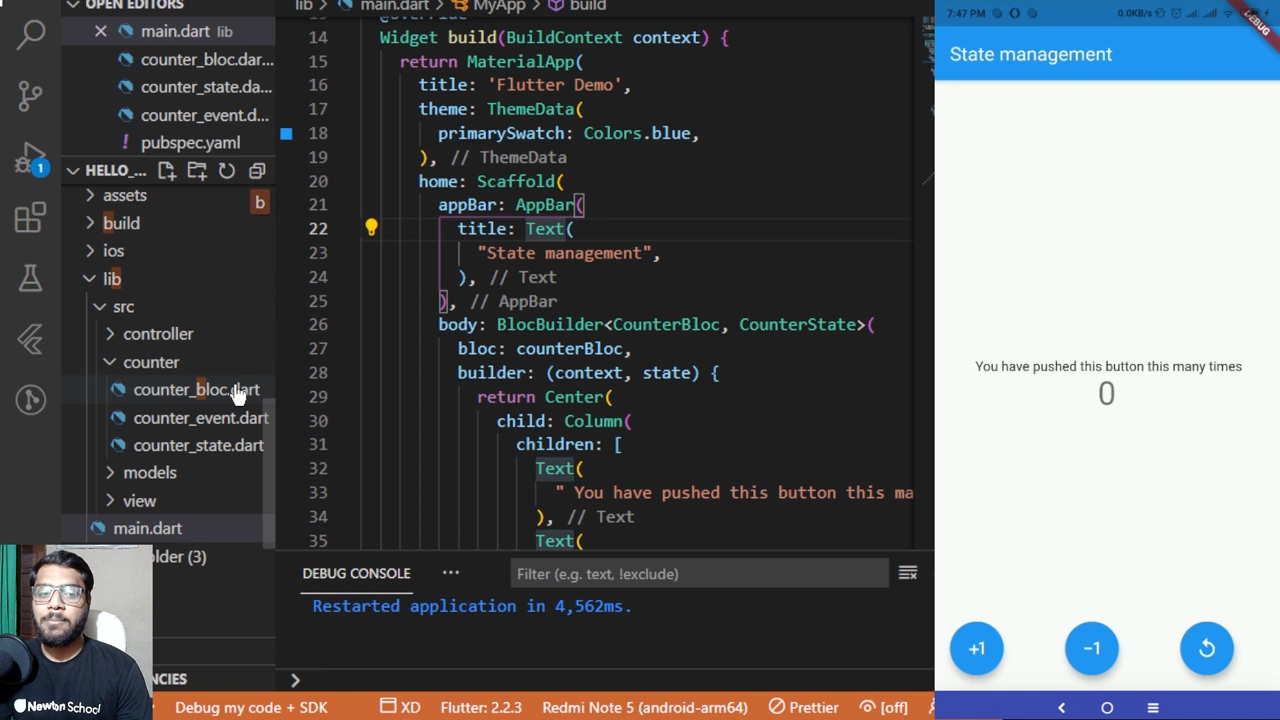 OPEN EDITORS
main.dart lib
counter_bloc.dar...
counter_state.da...
counter_event.d...
! pubspec.yaml
1
HELLO_...
assets
b
build
ios
lib
src
controller
counter
counter_bloc.dart
counter_event.dart
counter_state.dart
models
view
main.dart
older (3)
NCIES
Newton School
lib > main.dart > MyApp > build
@override
14 Widget build(BuildContext context) {
15 return MaterialApp(
16 title: 'Flutter Demo',
17 theme: ThemeData(
18 primarySwatch: Colors.blue,
19 ), // ThemeData
20 home: Scaffold(
21 appBar: AppBar(
22 title: Text(
23 "State management",
24 ), // Text
25 ), // AppBar
26 body: BlocBuilder<CounterBloc, CounterState>(
27 bloc: counterBloc,
28 builder: (context, state) {
29 return Center(
30 child: Column(
31 children: [
32 Text(
33 " You have pushed this button this ma
34 ), // Text
35 Text(
DEBUG CONSOLE ...
Filter (e.g. text, !exclude)
Restarted application in 4,562ms.
>
Debug my code + SDK XD Flutter: 2.2.3 Redmi Note 5 (android-arm64) Prettier [off]
7:47 PM 0.0KB/s
DEBUG
State management
You have pushed this button this many times
0
+1
-1